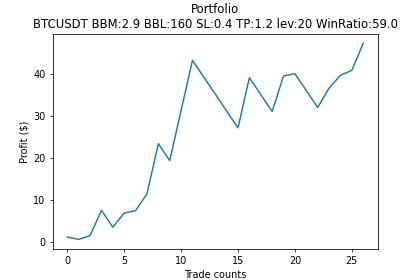 Portfolio
BTCUSDT BBM:2.9 BBL:160 SL:0.4 TP:1.2 lev:20 WinRatio:59.0
40
30
20
10
0
Profit ($)
0 5 10 15 20 25
Trade counts